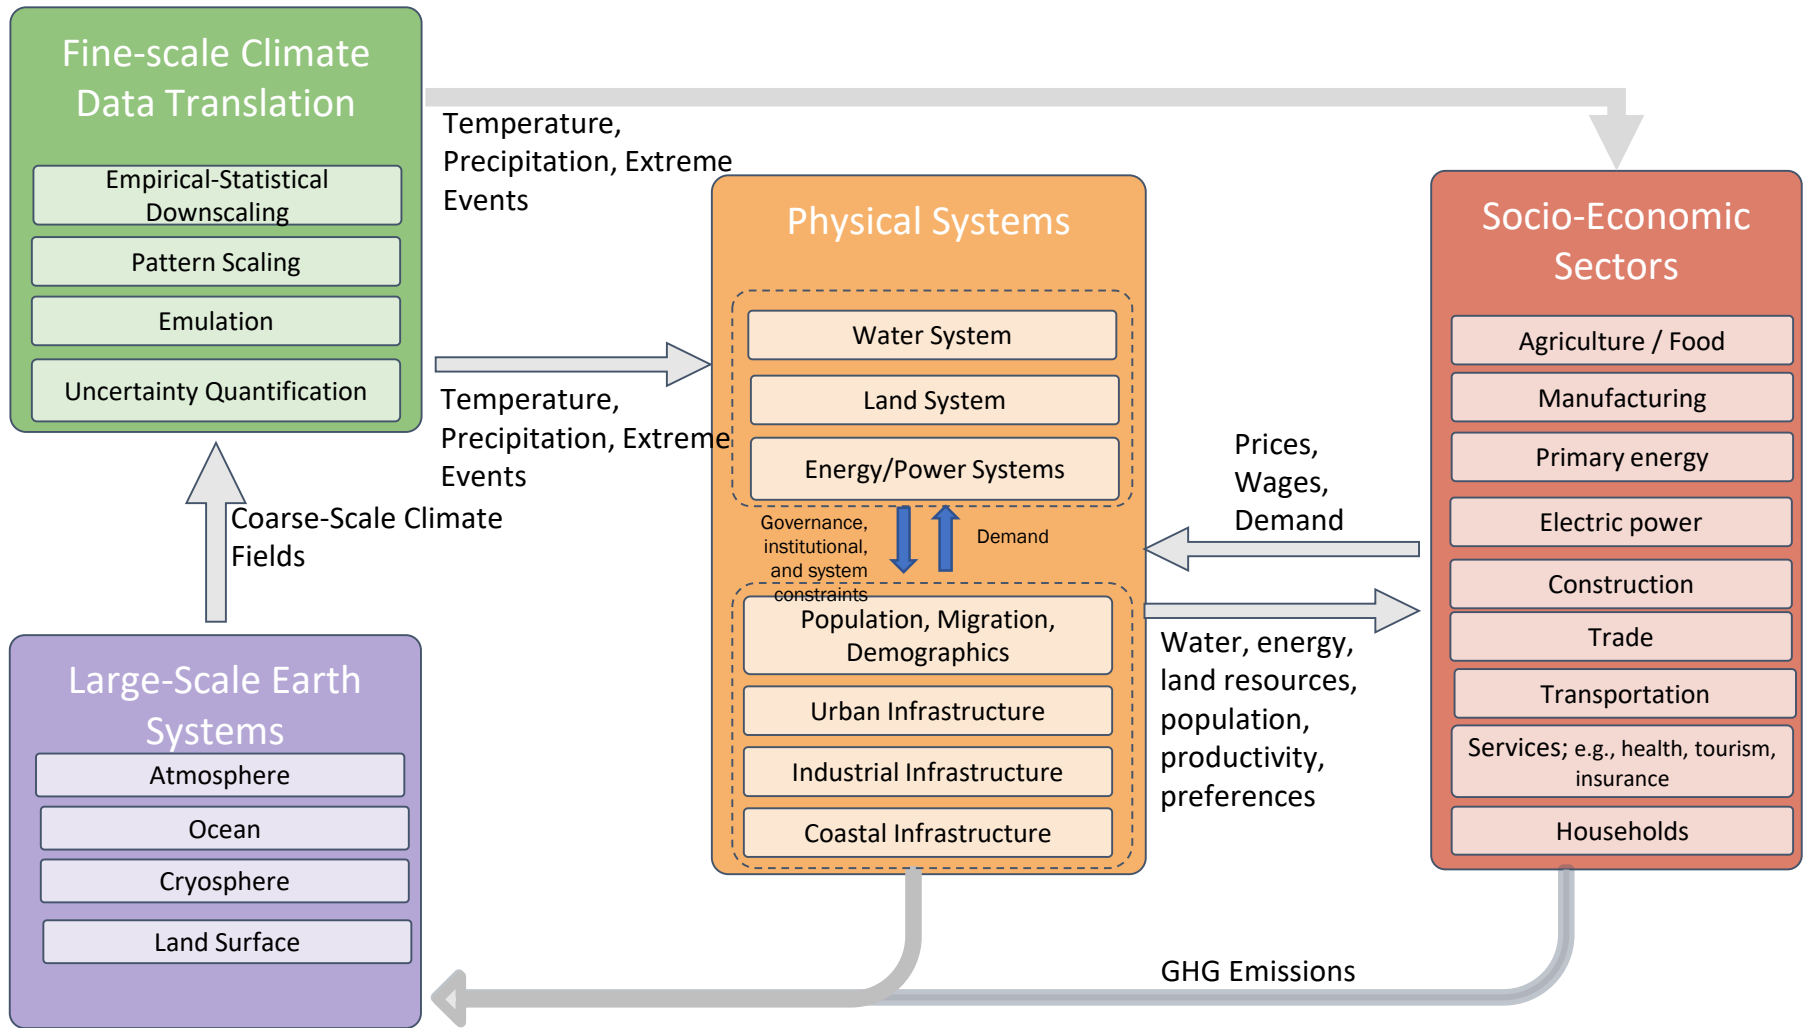 Fine-scale Climate
Data Translation
Empirical-Statistical
Downscaling
Pattern Scaling
Emulation
Uncertainty Quantification
Temperature,
Precipitation, Extreme
Events
Temperature,
Precipitation, Extreme
Events
Coarse-Scale Climate
Fields
Large-Scale Earth
Systems
Atmosphere
Ocean
Cryosphere
Land Surface
Physical Systems
Water System
Land System
Energy/Power Systems
Governance,
institutional,
and system
constraints
Demand
Population, Migration,
Demographics
Urban Infrastructure
Industrial Infrastructure
Coastal Infrastructure
Prices,
Wages,
Demand
Water, energy,
land resources,
population,
productivity,
preferences
Socio-Economic
Sectors
Agriculture / Food
Manufacturing
Primary energy
Electric power
Construction
Trade
Transportation
Services; e.g., health, tourism,
insurance
Households
GHG Emissions